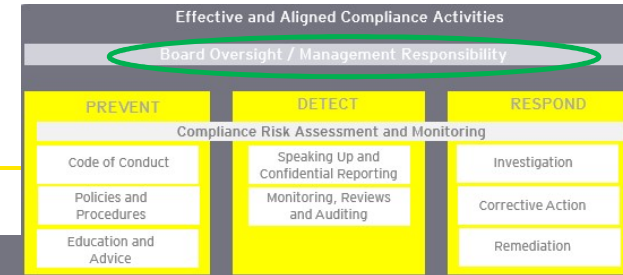 Effective and Aligned Compliance Activities
Board Oversight / Management Responsibility
PREVENT
DETECT
RESPOND
Compliance Risk Assessment and Monitoring
Code of Conduct
Policies and
Procedures
Education and
Advice
Speaking Up and
Confidential Reporting
Monitoring, Reviews
and Auditing
Investigation
Corrective Action
Remediation